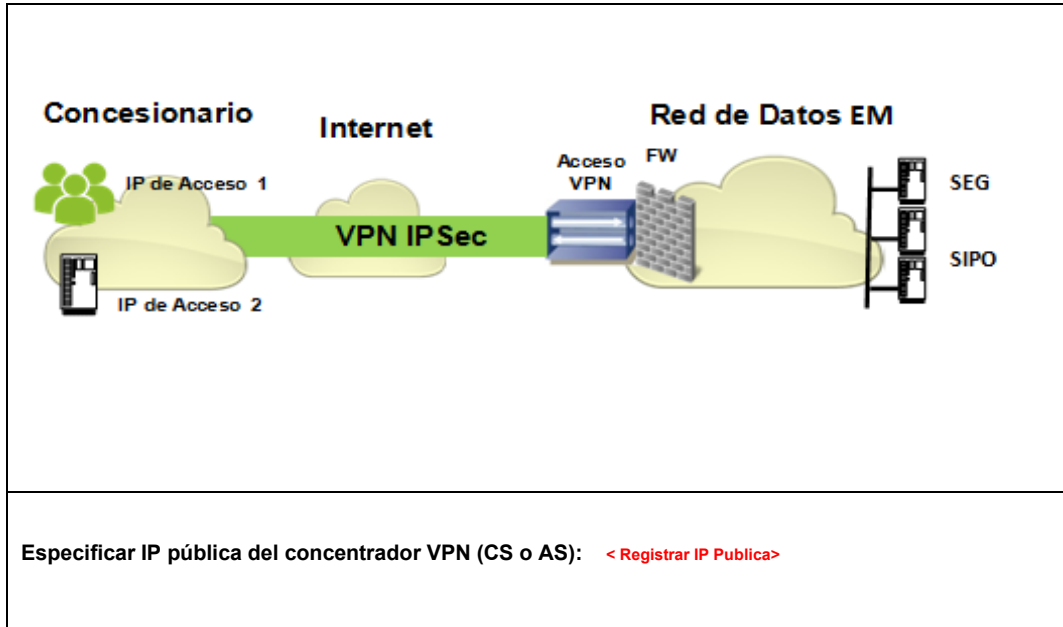 Concesionario
Internet
Red de Datos EM
IP de Acceso 1
Acceso
VPN
FW
SEG
VPN IPSec
SIPO
IP de Acceso 2
Especificar IP pública del concentrador VPN (CS o AS): < Registrar IP Publica>